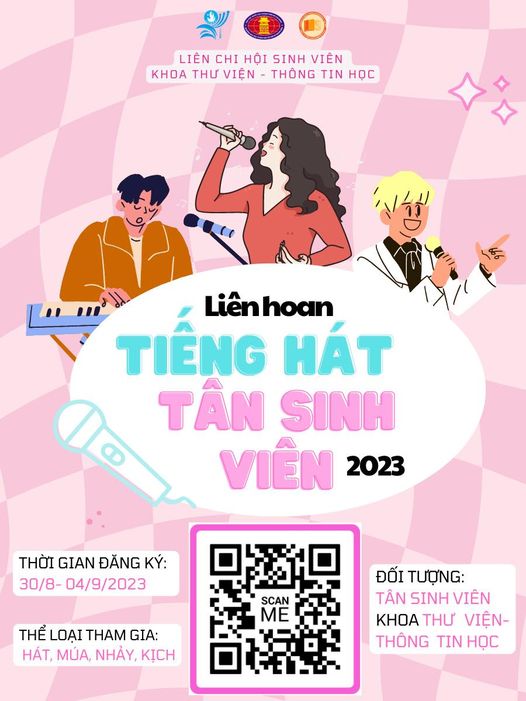 LIÊN CHI HỘI SINH VIÊN
KHOA THƯ VIỆN - THÔNG TIN HỌC
Liên hoan
TIẾNG HÁT
TÂN SINH
VIÊN 2023
THỜI GIAN ĐĂNG KÝ:
30/8- 04/9/2023
THỂ LOẠI THAM GIA:
HÁT, MÚA, NHẢY, KỊCH
SCAN
ME
ĐỐI TƯỢNG:
TÂN SINH VIÊN
KHOA THƯ VIỆN-
THÔNG TIN HỌC